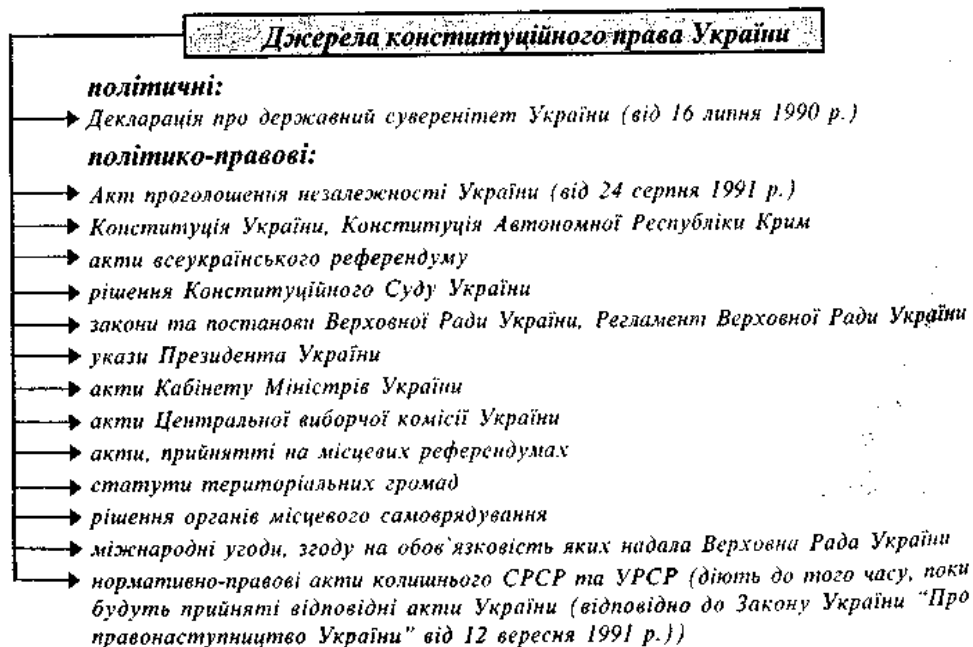 Джерела конституційного права України
політичні:
Декларація про державний суверенітет України (від 16 липня 1990 р.)
політико-правові:
Акт проголошення незалежності України (від 24 серпня 1991 р.)
Конституція України, Конституція Автономної Республіки Крим
акти всеукраїнського референдуму
рішення Конституційного Суду України
закони та постанови Верховної Ради України, Регламент Верховної Ради України
укази Президента України
акти Кабінету Міністрів України
акти Центральної виборчої комісії України
акти, прийнятті на місцевих референдумах
статути територіальних громад
рішення органів місцевого самоврядування
міжнародні угоди, згоду на обов`язковість яких надала Верховна Рада України
нормативно-правові акти колишнього СРСР та УРСР (діють до того часу, поки
будуть прийняті відповідні акти України (відповідно до Закону України “Про
правонаступництво України” від 12 вересня 1991 р.))